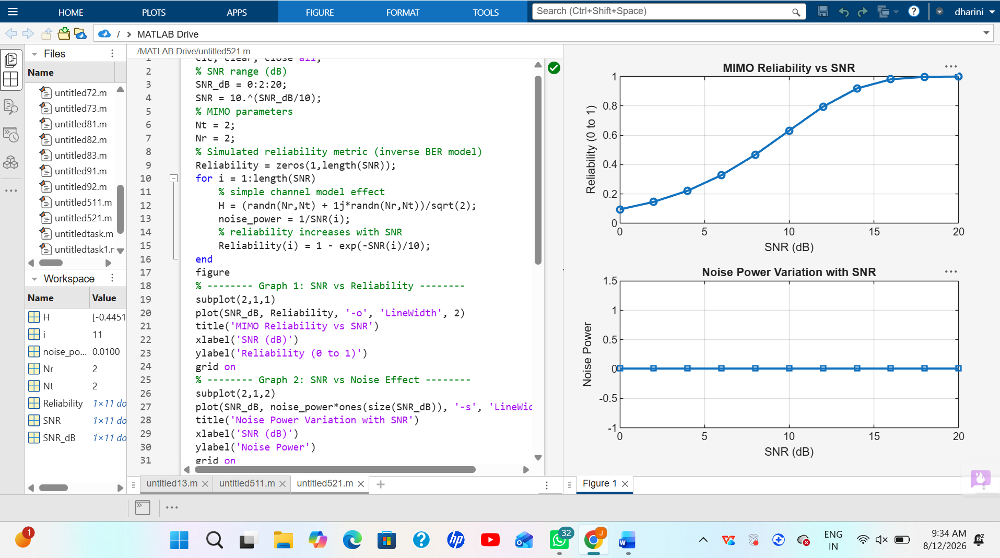 HOME PLOTS APPS FIGURE FORMAT TOOLS Search (Ctrl+Shift+Space) ? dharini
/ > MATLAB Drive
Files
Name
untitled72.m
untitled73.m
untitled81.m
untitled82.m
untitled83.m
untitled91.m
untitled92.m
untitled511.m
untitled521.m
untitledtask.m
untitledtask1.m
Workspace
Name Value
H [-0.4451
i 11
noise_po... 0.0100
Nr 2
Nt 2
Reliability 1×11 do
SNR 1×11 do
SNR_dB 1×11 do
/MATLAB Drive/untitled521.m
1 clc; clear; close all;
2 % SNR range (dB)
3 SNR_dB = 0:2:20;
4 SNR = 10.^(SNR_dB/10);
5 % MIMO parameters
6 Nt = 2;
7 Nr = 2;
8 % Simulated reliability metric (inverse BER model)
9 Reliability = zeros(1,length(SNR));
10 for i = 1:length(SNR)
11 % simple channel model effect
12 H = (randn(Nr,Nt) + 1j*randn(Nr,Nt))/sqrt(2);
13 noise_power = 1/SNR(i);
14 % reliability increases with SNR
15 Reliability(i) = 1 - exp(-SNR(i)/10);
16 end
17 figure
18 % -------- Graph 1: SNR vs Reliability --------
19 subplot(2,1,1)
20 plot(SNR_dB, Reliability, '-o', 'LineWidth', 2)
21 title('MIMO Reliability vs SNR')
22 xlabel('SNR (dB)')
23 ylabel('Reliability (0 to 1)')
24 grid on
25 % -------- Graph 2: SNR vs Noise Effect --------
26 subplot(2,1,2)
27 plot(SNR_dB, noise_power*ones(size(SNR_dB)), '-s', 'LineWid
28 title('Noise Power Variation with SNR')
29 xlabel('SNR (dB)')
30 ylabel('Noise Power')
31 grid on
untitled13.m untitled511.m untitled521.m
MIMO Reliability vs SNR
Reliability (0 to 1)
1
0.8
0.6
0.4
0.2
0
0 5 10 15 20
SNR (dB)
Noise Power Variation with SNR
Noise Power
1.5
1
0.5
0
-0.5
-1
0 5 10 15 20
SNR (dB)
Figure 1
1
hp
32
J
W
ENG
IN
9:34 AM
8/12/2026